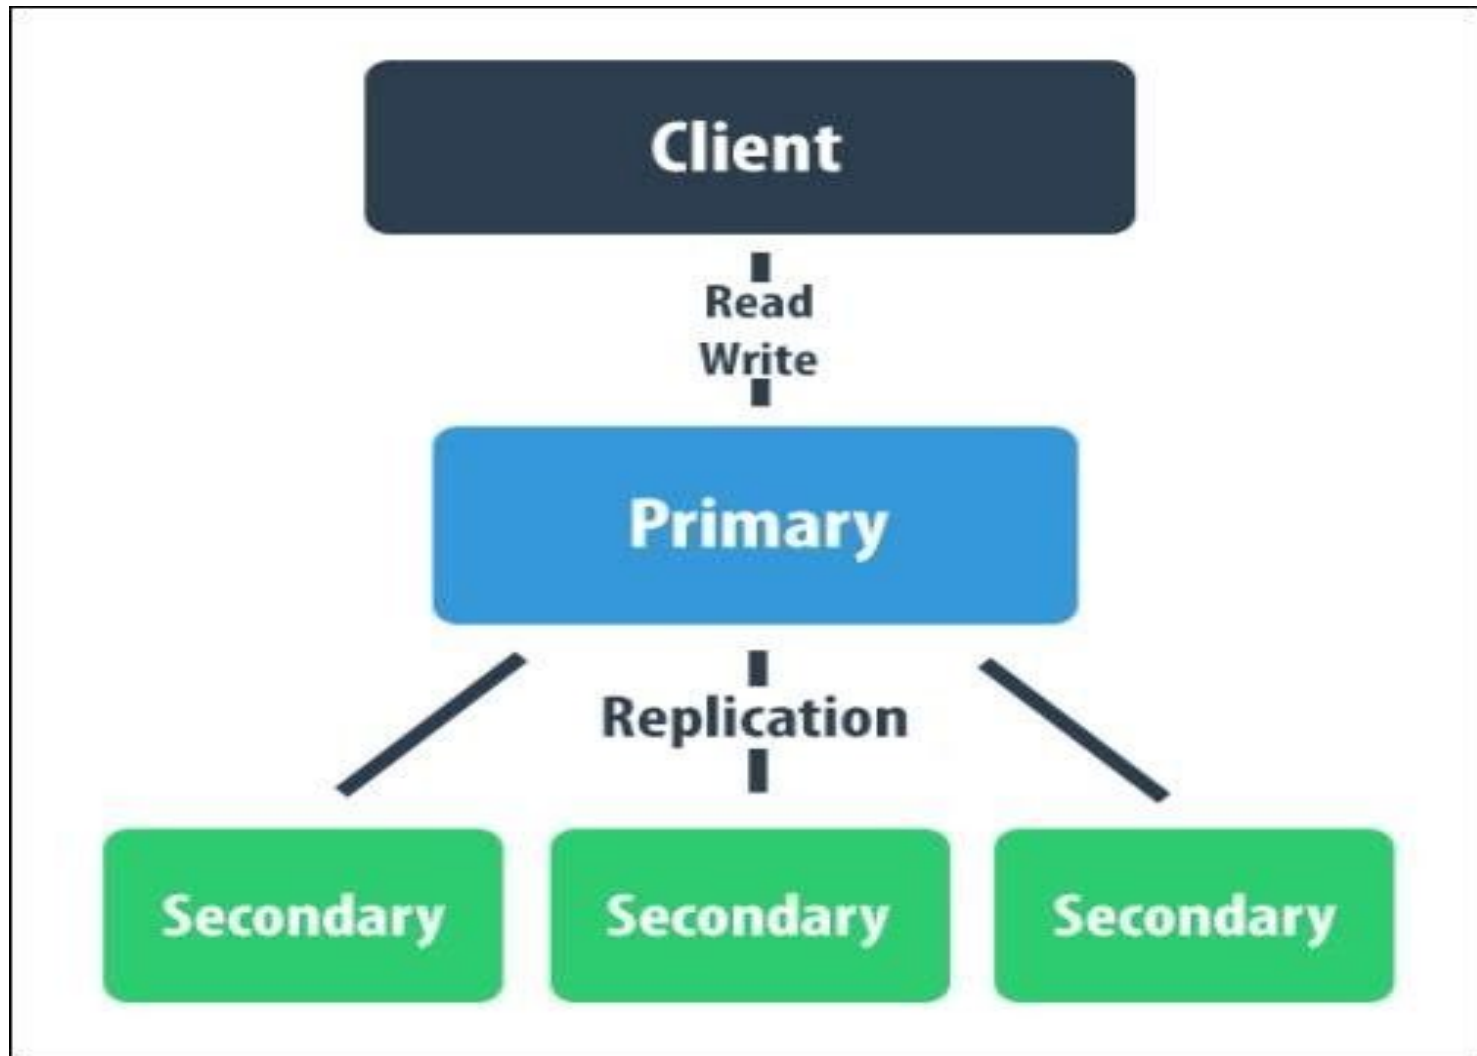 Client
Read
Write
Primary
Replication
Secondary
Secondary
Secondary